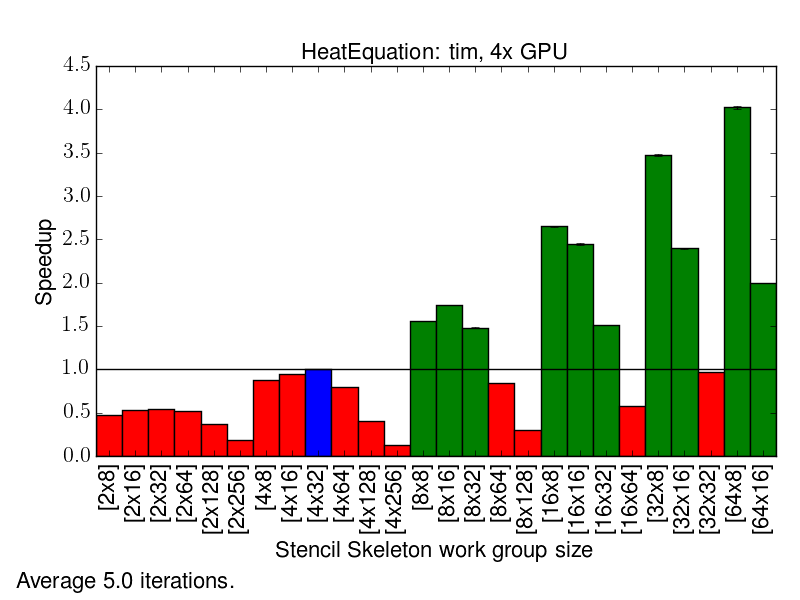 HeatEquation: tim, 4x GPU
4.5
4.0
3.5
3.0
2.5
2.0
1.5
1.0
0.5
0.0
Speedup
[2x8]
[2x16]
[2x32]
[2x64]
[2x128]
[2x256]
[4x8]
[4x16]
[4x32]
[4x64]
[4x128]
[4x256]
[8x8]
[8x16]
[8x32]
[8x64]
[8x128]
[16x8]
[16x16]
[16x32]
[16x64]
[32x8]
[32x16]
[32x32]
[64x8]
[64x16]
Stencil Skeleton work group size
Average 5.0 iterations.